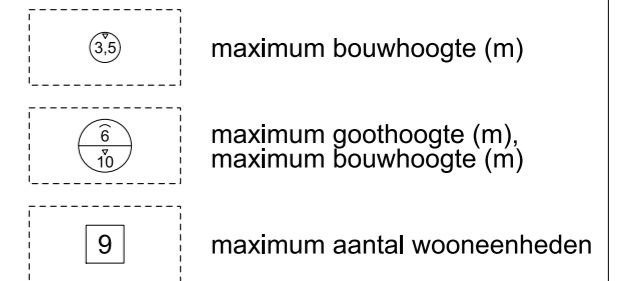 3,5 maximum bouwhoogte (m)
6 maximum goothoogte (m),
10 maximum bouwhoogte (m)
9 maximum aantal wooneenheden